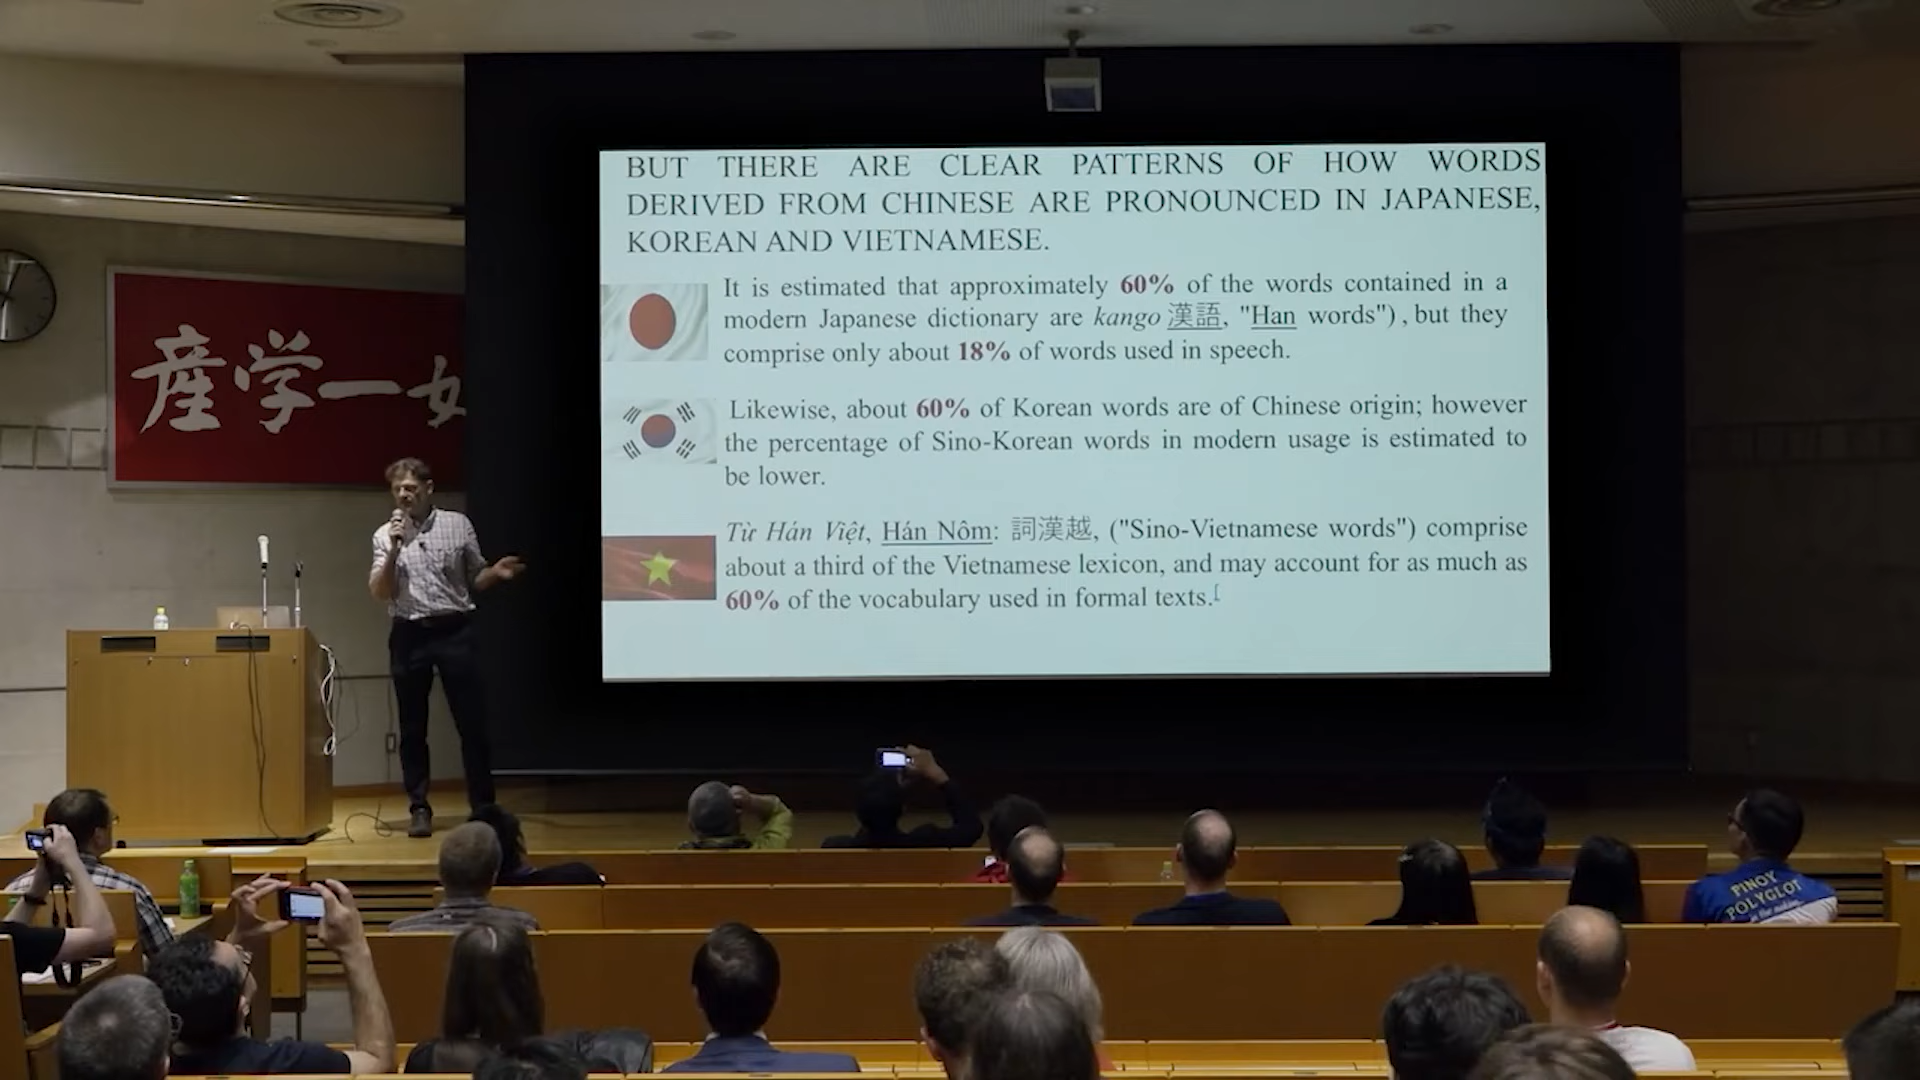 BUT THERE ARE CLEAR PATTERNS OF HOW WORDS
DERIVED FROM CHINESE ARE PRONOUNCED IN JAPANESE,
KOREAN AND VIETNAMESE.
It is estimated that approximately 60% of the words contained in a
modern Japanese dictionary are kango 漢語, "Han words") , but they
comprise only about 18% of words used in speech.
Likewise, about 60% of Korean words are of Chinese origin; however
the percentage of Sino-Korean words in modern usage is estimated to
be lower.
Từ Hán Việt, Hán Nôm: 詞漢越, ("Sino-Vietnamese words") comprise
about a third of the Vietnamese lexicon, and may account for as much as
60% of the vocabulary used in formal texts.[
産学一
PINOY
POLYGLOT